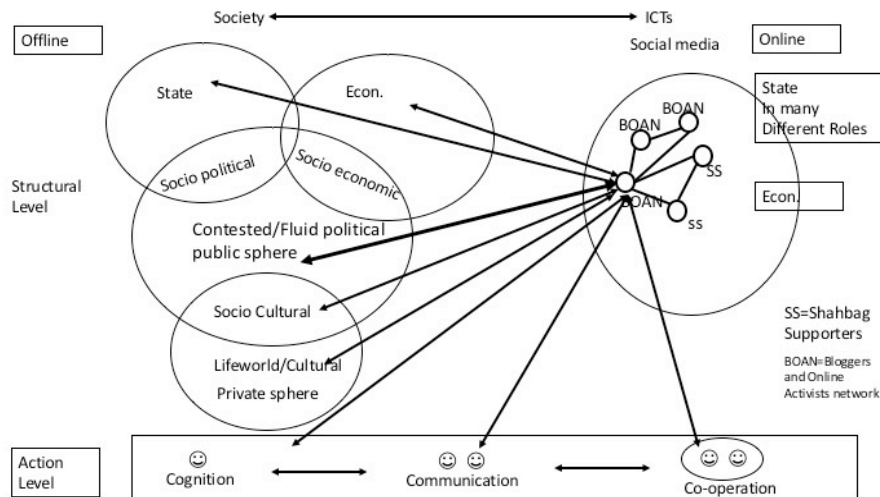 Society
ICTs
Offline
Social media
Online
State
Econ.
State
In many
Different Roles
BOAN
BOAN
Socio political
Socio economic
SS
Structural
Level
BOAN
Econ.
ss
Contested/Fluid political
public sphere
Socio Cultural
SS=Shahbag
Supporters
Lifeworld/Cultural
Private sphere
BOAN=Bloggers
and Online
Activists network
Action
Level
Cognition
Communication
Co-operation